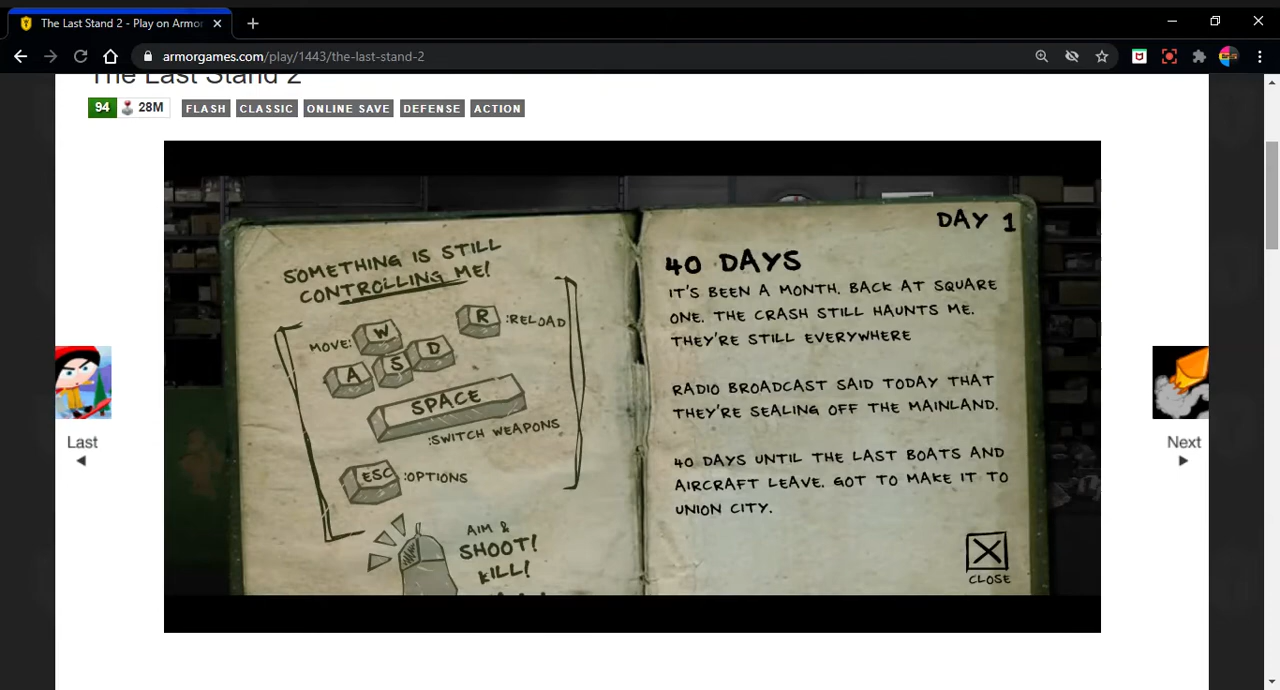 The Last Stand 2 - Play on Armor
armorgames.com/play/1443/the-last-stand-2
The Last Stand 2
94 28M FLASH CLASSIC ONLINE SAVE DEFENSE ACTION
SOMETHING IS STILL
CONTROLLING ME!
MOVE: W
A S D
R :RELOAD
SPACE
:SWITCH WEAPONS
ESC :OPTIONS
AIM &
SHOOT!
KILL!
DAY 1
40 DAYS
IT'S BEEN A MONTH. BACK AT SQUARE
ONE. THE CRASH STILL HAUNTS ME.
THEY'RE STILL EVERYWHERE
RADIO BROADCAST SAID TODAY THAT
THEY'RE SEALING OFF THE MAINLAND.
40 DAYS UNTIL THE LAST BOATS AND
AIRCRAFT LEAVE. GOT TO MAKE IT TO
UNION CITY.
CLOSE
Last
Next